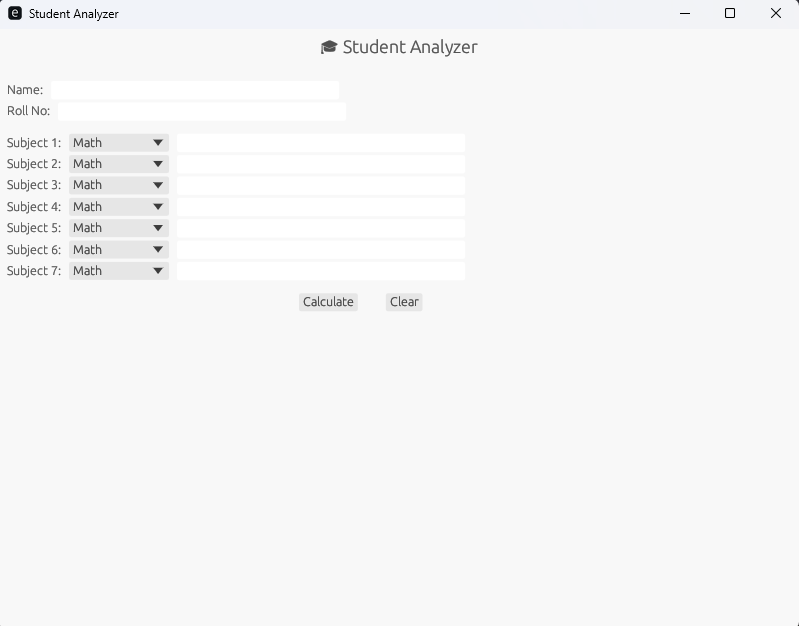 e Student Analyzer
🎓 Student Analyzer
Name:
Roll No:
Subject 1: Math
Subject 2: Math
Subject 3: Math
Subject 4: Math
Subject 5: Math
Subject 6: Math
Subject 7: Math
Calculate Clear